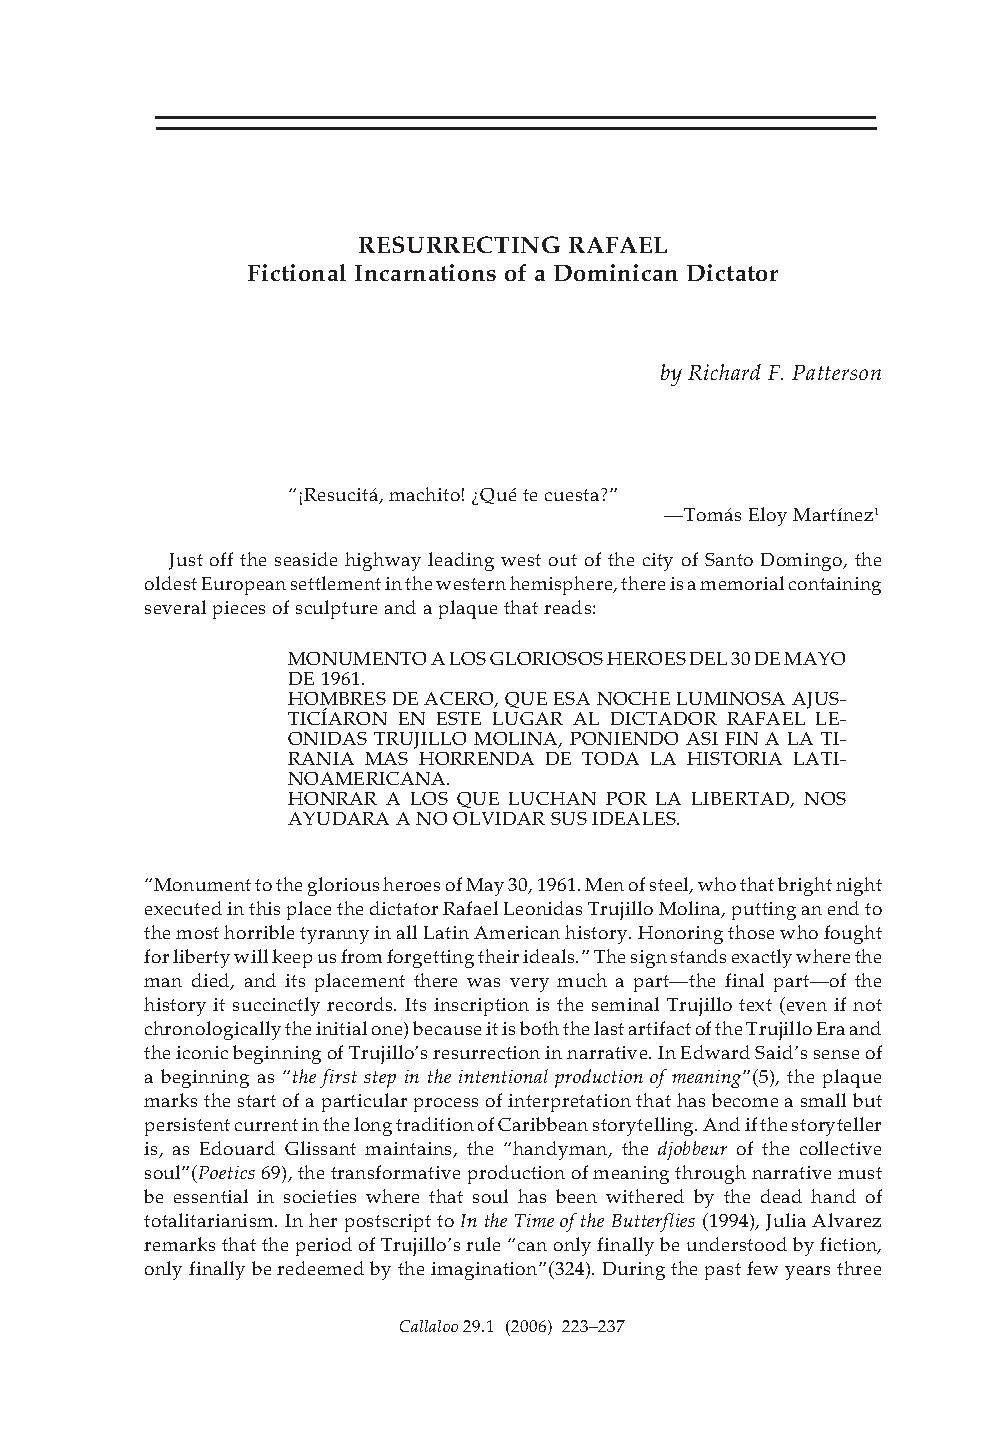 RESURRECTING RAFAEL
Fictional Incarnations of a Dominican Dictator
by Richard F. Patterson
“¡Resucitá, machito! ¿Qué te cuesta?”
—Tomás Eloy Martínez¹
Just off the seaside highway leading west out of the city of Santo Domingo, the
oldest European settlement in the western hemisphere, there is a memorial containing
several pieces of sculpture and a plaque that reads:
MONUMENTO A LOS GLORIOSOS HEROES DEL 30 DE MAYO
DE 1961.
HOMBRES DE ACERO, QUE ESA NOCHE LUMINOSA AJUS-
TICÍARON EN ESTE LUGAR AL DICTADOR RAFAEL LE-
ONIDAS TRUJILLO MOLINA, PONIENDO ASI FIN A LA TI-
RANIA MAS HORRENDA DE TODA LA HISTORIA LATI-
NOAMERICANA.
HONRAR A LOS QUE LUCHAN POR LA LIBERTAD, NOS
AYUDARA A NO OLVIDAR SUS IDEALES.
“Monument to the glorious heroes of May 30, 1961. Men of steel, who that bright night
executed in this place the dictator Rafael Leonidas Trujillo Molina, putting an end to
the most horrible tyranny in all Latin American history. Honoring those who fought
for liberty will keep us from forgetting their ideals.” The sign stands exactly where the
man died, and its placement there was very much a part—the final part—of the
history it succinctly records. Its inscription is the seminal Trujillo text (even if not
chronologically the initial one) because it is both the last artifact of the Trujillo Era and
the iconic beginning of Trujillo’s resurrection in narrative. In Edward Said’s sense of
a beginning as “the first step in the intentional production of meaning”(5), the plaque
marks the start of a particular process of interpretation that has become a small but
persistent current in the long tradition of Caribbean storytelling. And if the storyteller
is, as Edouard Glissant maintains, the “handyman, the djobbeur of the collective
soul”(Poetics 69), the transformative production of meaning through narrative must
be essential in societies where that soul has been withered by the dead hand of
totalitarianism. In her postscript to In the Time of the Butterflies (1994), Julia Alvarez
remarks that the period of Trujillo’s rule “can only finally be understood by fiction,
only finally be redeemed by the imagination”(324). During the past few years three
Callaloo 29.1 (2006) 223–237